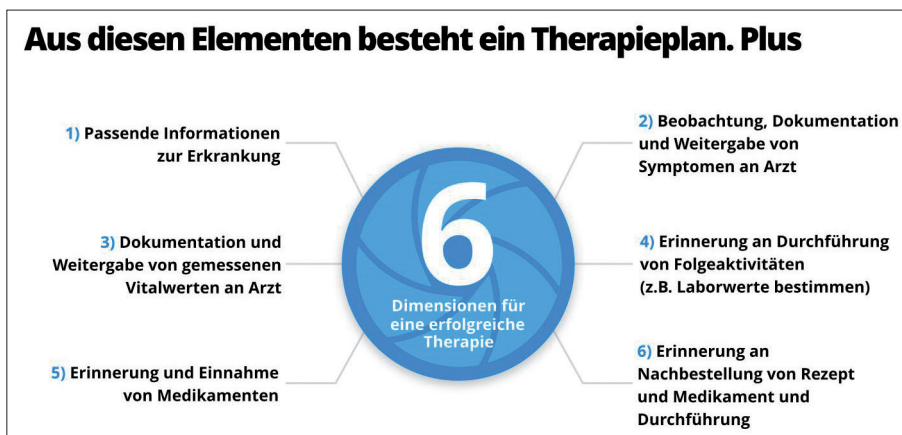 Aus diesen Elementen besteht ein Therapieplan. Plus
1) Passende Informationen
zur Erkrankung
2) Beobachtung, Dokumentation
und Weitergabe von
Symptomen an Arzt
3) Dokumentation und
Weitergabe von gemessenen
Vitalwerten an Arzt
4) Erinnerung an Durchführung
von Folgeaktivitäten
(z.B. Laborwerte bestimmen)
5) Erinnerung und Einnahme
von Medikamenten
6) Erinnerung an
Nachbestellung von Rezept
und Medikament und
Durchführung
6
Dimensionen für
eine erfolgreiche
Therapie